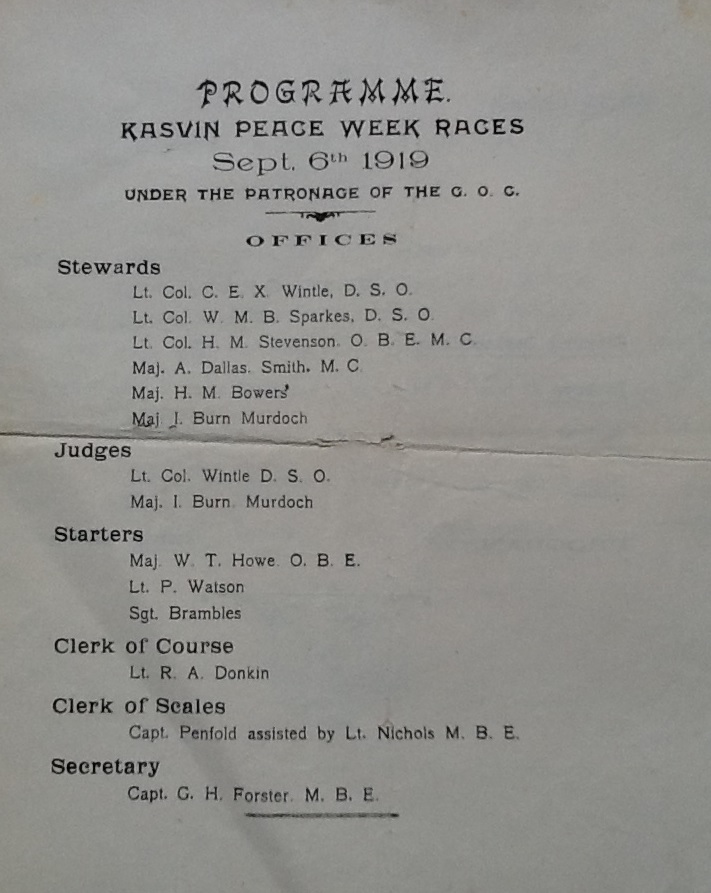 PROGRAMME.
KASVIN PEACE WEEK RACES
Sept. 6th 1919
UNDER THE PATRONAGE OF THE G. O. C.
OFFICES
Stewards
Lt. Col. C. E. X. Wintle, D. S. O.
Lt. Col. W. M. B. Sparkes, D. S. O.
Lt. Col. H. M. Stevenson. O. B. E. M. C.
Maj. A. Dallas. Smith. M. C.
Maj. H. M. Bowers'
Maj I. Burn Murdoch
Judges
Lt. Col. Wintle D. S. O.
Maj. I. Burn Murdoch
Starters
Maj. W. T. Howe. O. B. E.
Lt. P. Watson
Sgt. Brambles
Clerk of Course
Lt. R. A. Donkin
Clerk of Scales
Capt. Penfold assisted by Lt. Nichols M. B. E.
Secretary
Capt. G. H. Forster. M. B. E.